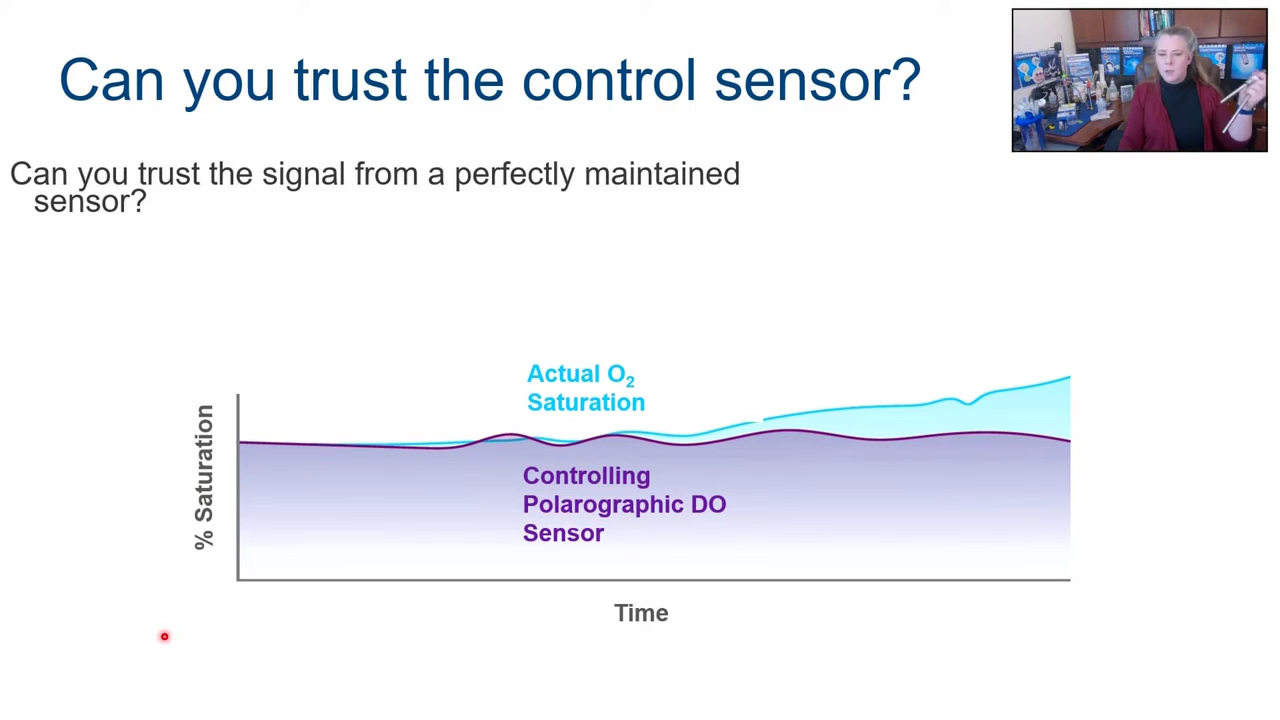 Can you trust the control sensor?
Can you trust the signal from a perfectly maintained
sensor?
Actual O₂
Saturation
% Saturation
Controlling
Polarographic DO
Sensor
Time